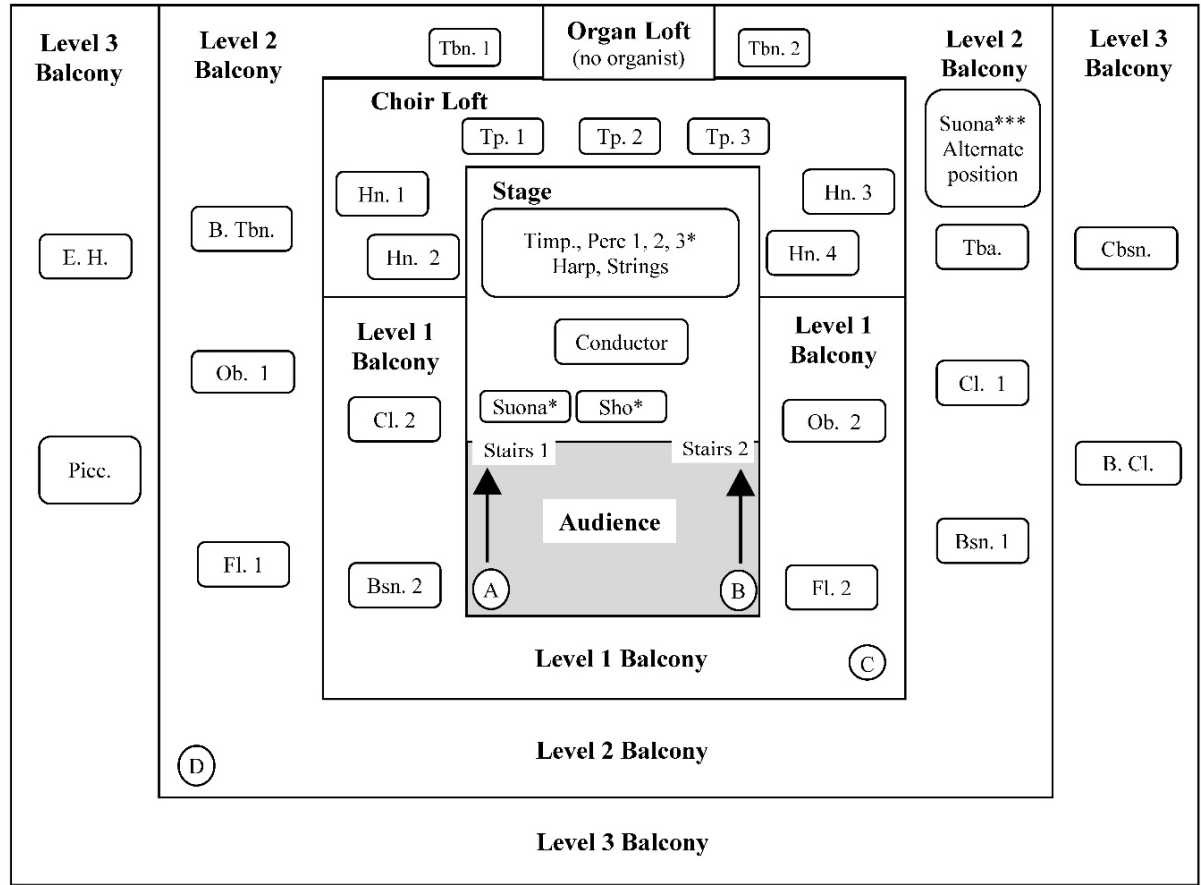 Level 3
Balcony
Level 2
Balcony
Tbn. 1
Organ Loft
(no organist)
Tbn. 2
Level 2
Balcony
Level 3
Balcony
Choir Loft
Tp. 1
Tp. 2
Tp. 3
Suona***
Alternate
position
Hn. 1
Stage
Hn. 3
B. Tbn.
Timp., Perc 1, 2, 3*
Harp, Strings
E. H.
Hn. 2
Hn. 4
Tba.
Cbsn.
Level 1
Balcony
Conductor
Level 1
Balcony
Ob. 1
Cl. 1
Cl. 2
Suona*
Sho*
Ob. 2
Stairs 1
Stairs 2
Picc.
B. Cl.
Audience
Fl. 1
Bsn. 1
Bsn. 2
A
B
Fl. 2
Level 1 Balcony
C
Level 2 Balcony
D
Level 3 Balcony